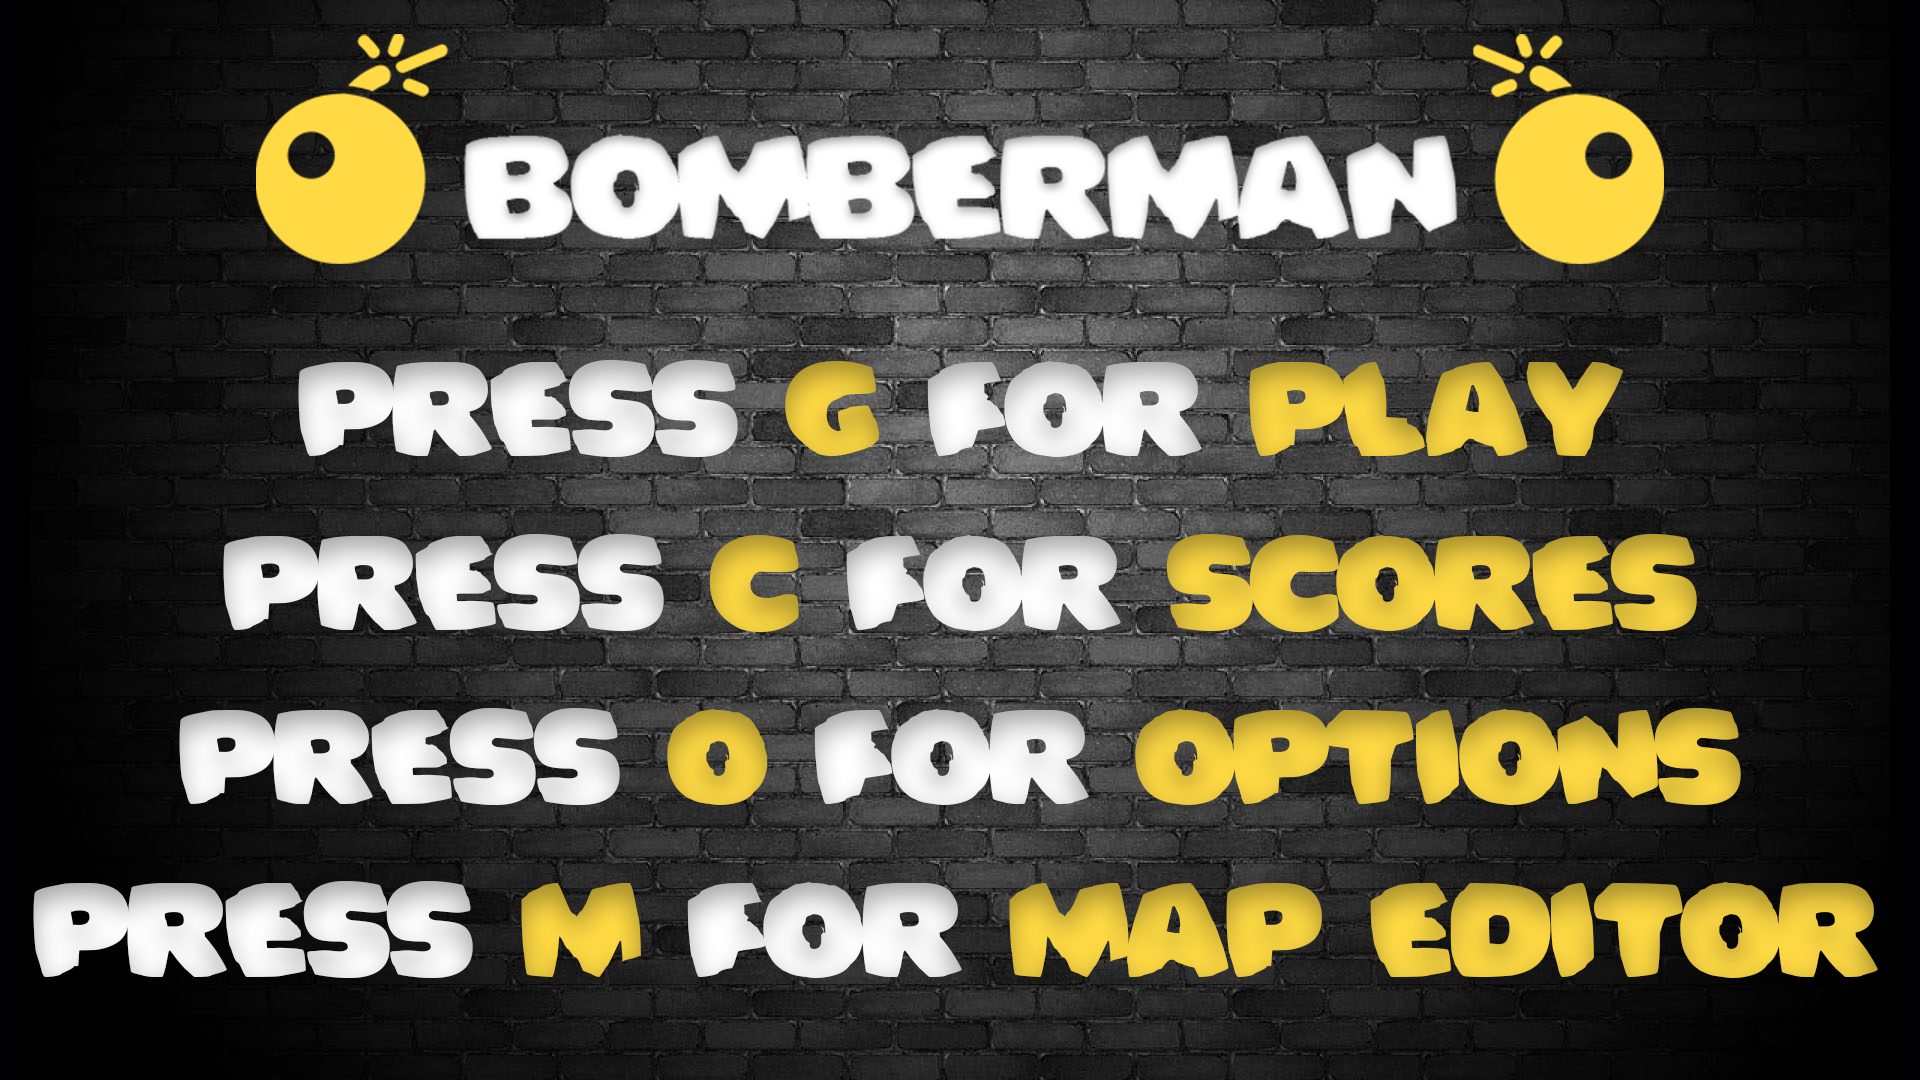 BOMBERMAN
PRESS G FOR PLAY
PRESS C FOR SCORES
PRESS O FOR OPTIONS
PRESS M FOR MAP EDITOR